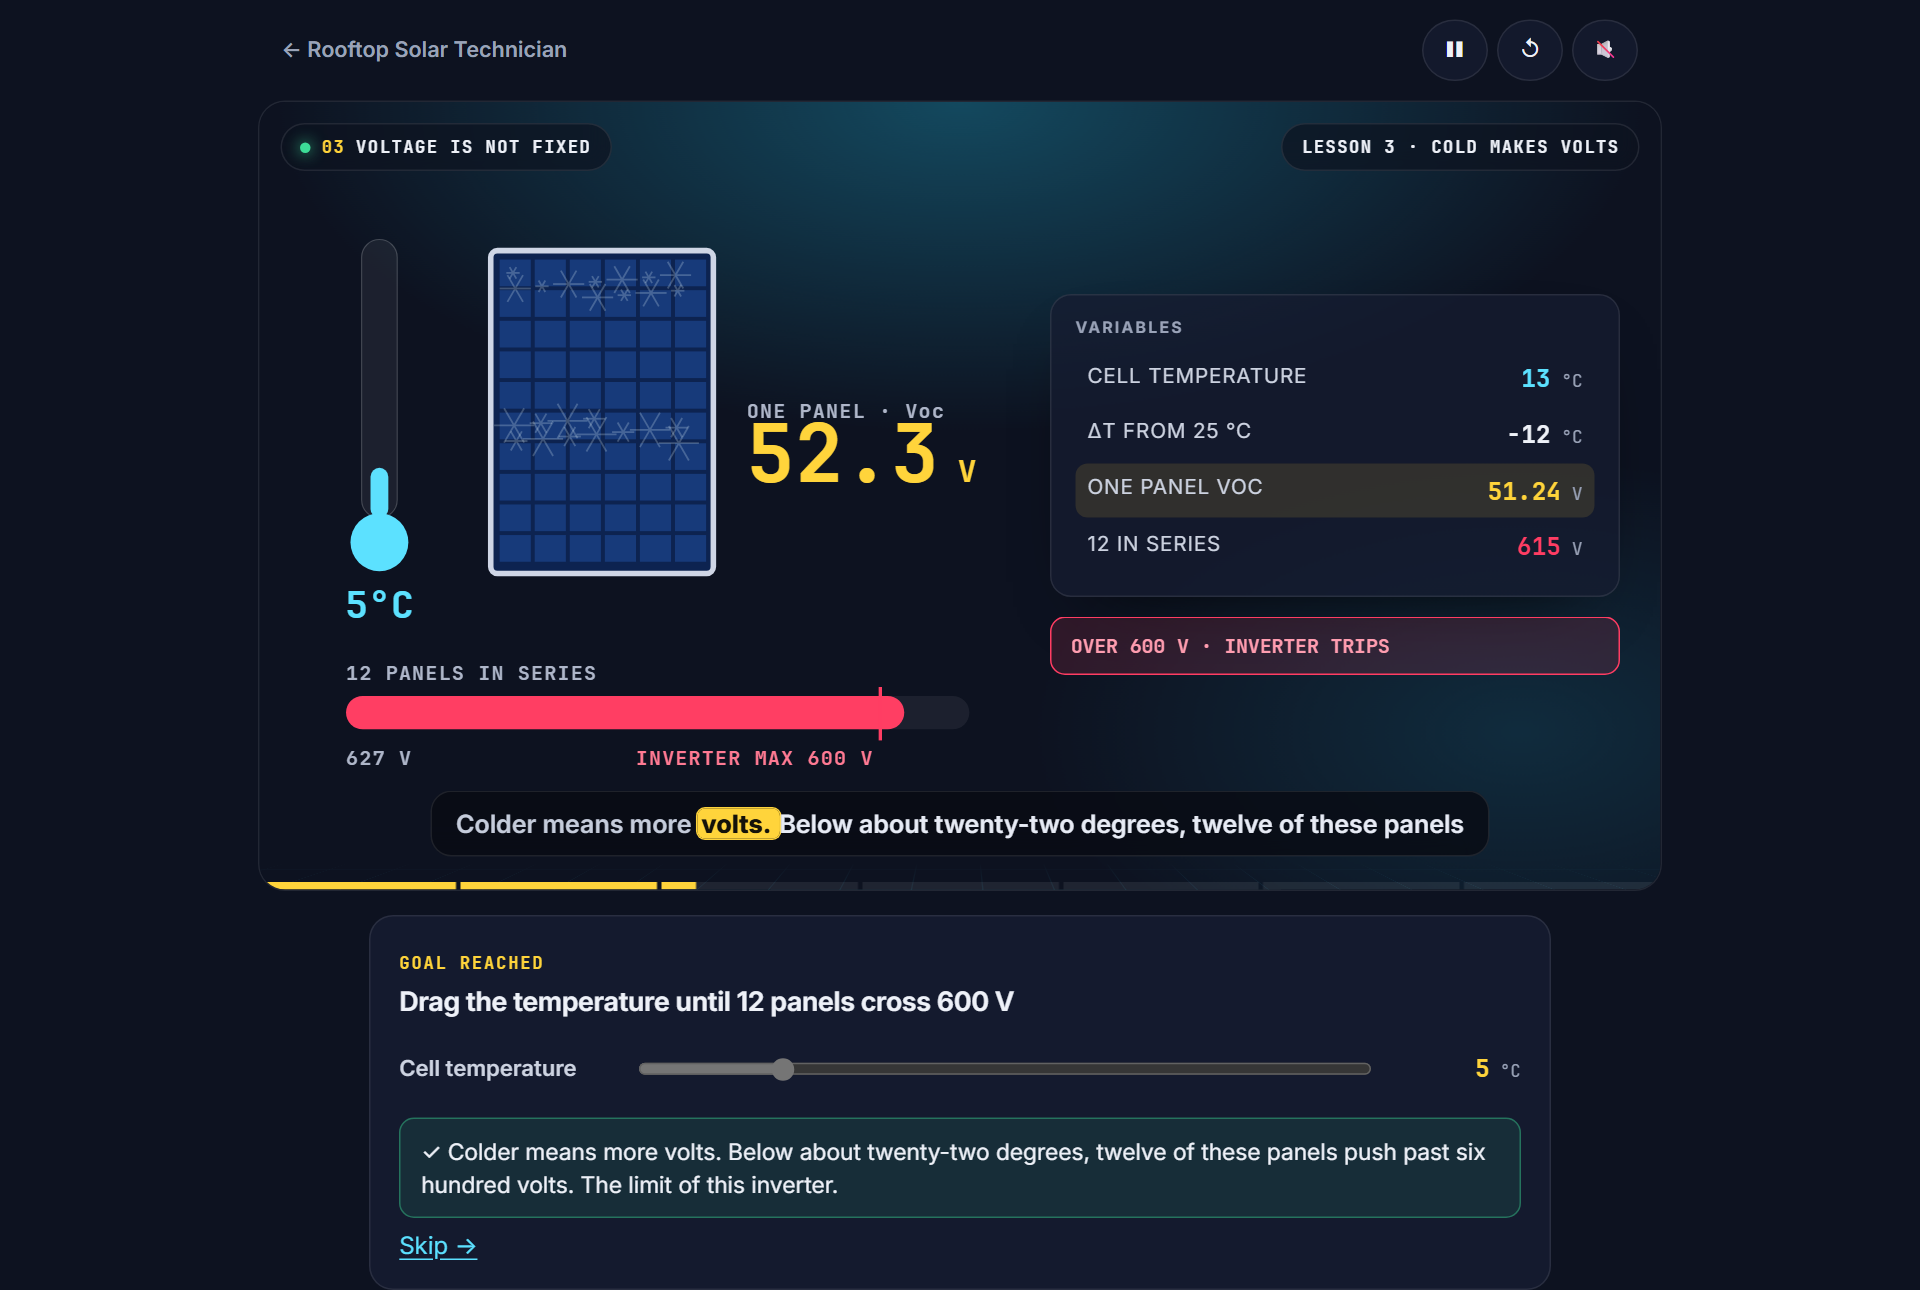 ← Rooftop Solar Technician
03 VOLTAGE IS NOT FIXED
LESSON 3 · COLD MAKES VOLTS
5°C
ONE PANEL · Voc
52.3 V
VARIABLES
CELL TEMPERATURE 13 °C
ΔT FROM 25 °C -12 °C
ONE PANEL VOC 51.24 V
12 IN SERIES 615 V
OVER 600 V · INVERTER TRIPS
12 PANELS IN SERIES
627 V INVERTER MAX 600 V
Colder means more volts. Below about twenty-two degrees, twelve of these panels
GOAL REACHED
Drag the temperature until 12 panels cross 600 V
Cell temperature 5 °C
✓ Colder means more volts. Below about twenty-two degrees, twelve of these panels push past six
hundred volts. The limit of this inverter.
Skip →